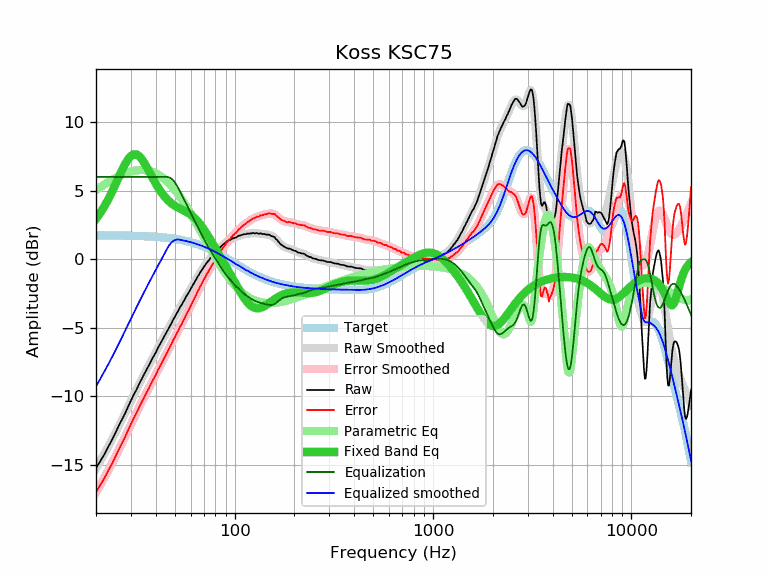 Koss KSC75
Amplitude (dBr)
10
5
0
−5
−10
−15
Target
Raw Smoothed
Error Smoothed
Raw
Error
Parametric Eq
Fixed Band Eq
Equalization
Equalized smoothed
100
1000
10000
Frequency (Hz)